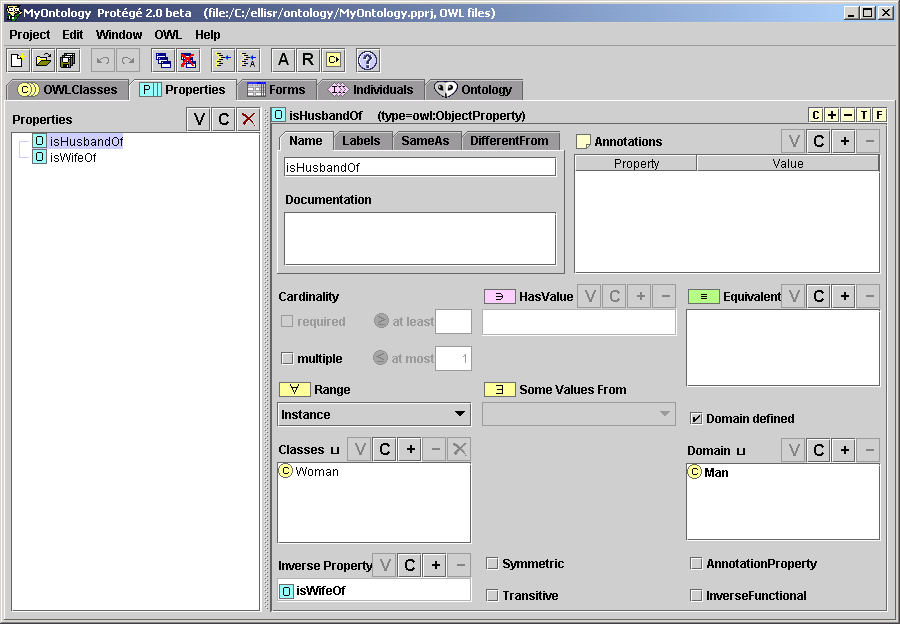 MyOntology Protégé 2.0 beta (file:/C:/ellisr/ontology/MyOntology.pprj, OWL files)
Project Edit Window OWL Help
A R C ?
C OWLClasses P Properties Forms Individuals Ontology
Properties V C
O isHusbandOf (type=owl:ObjectProperty) C + − T F
O isHusbandOf
O isWifeOf
Name Labels SameAs DifferentFrom
Annotations V C + −
isHusbandOf
Property Value
Documentation
Cardinality
∋ HasValue V C + −
≡ Equivalent V C + −
required ≥ at least
multiple ≤ at most 1
∀ Range
∃ Some Values From
Instance
Domain defined
Classes ⊔ V C + − X
Domain ⊔ V C + −
C Woman
C Man
Inverse Property V C + −
Symmetric
AnnotationProperty
O isWifeOf
Transitive
InverseFunctional